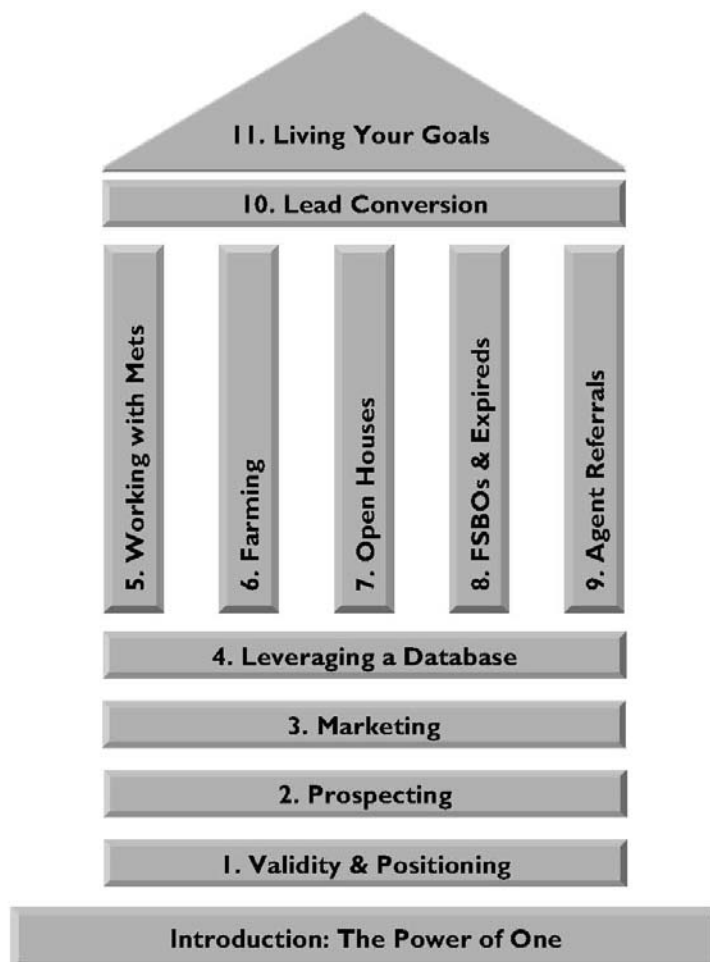 11. Living Your Goals
10. Lead Conversion
5. Working with Mets
6. Farming
7. Open Houses
8. FSBOs & Expireds
9. Agent Referrals
4. Leveraging a Database
3. Marketing
2. Prospecting
1. Validity & Positioning
Introduction: The Power of One